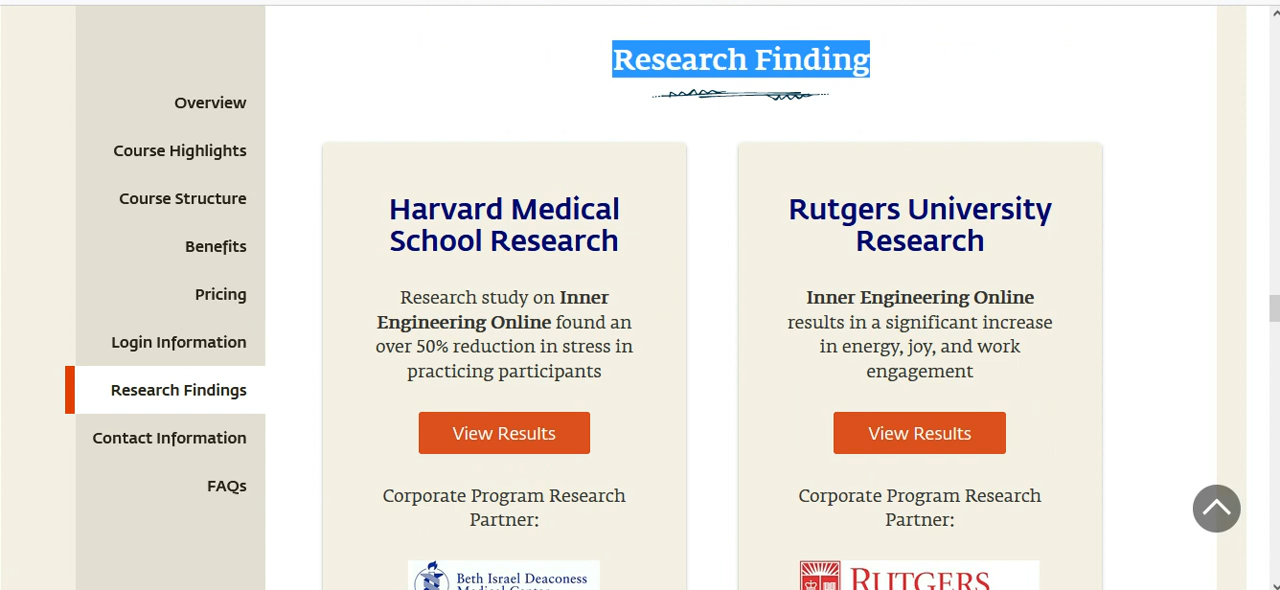 Research Finding
Overview
Course Highlights
Course Structure
Benefits
Pricing
Login Information
Research Findings
Contact Information
FAQs
Harvard Medical
School Research
Research study on Inner
Engineering Online found an
over 50% reduction in stress in
practicing participants
View Results
Corporate Program Research
Partner:
Beth Israel Deaconess
Medical Center
Rutgers University
Research
Inner Engineering Online
results in a significant increase
in energy, joy, and work
engagement
View Results
Corporate Program Research
Partner:
RUTGERS